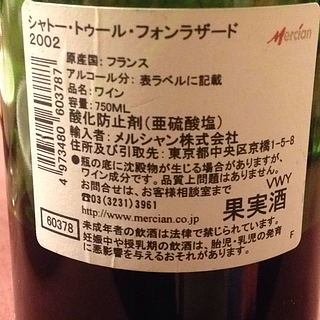 シャトー・トゥール・フォンラザード
2002
Mercian
原産国: フランス
アルコール分: 表ラベルに記載
品名: ワイン
容量: 750ML
酸化防止剤(亜硫酸塩)
輸入者: メルシャン株式会社
住所及び引取先: 東京都中央区京橋1-5-8
●瓶の底に沈殿物が生じる場合がありますが、
ワイン成分です。品質上問題はありません。
お問合せは、お客様相談室まで
☎03(3231)3961
VWY
http://www.mercian.co.jp
果実酒
4 973480 603787
60378
未成年者の飲酒は法律で禁じられています。
妊娠中や授乳期の飲酒は、胎児・乳児の発育
に悪影響を与えるおそれがあります。
F